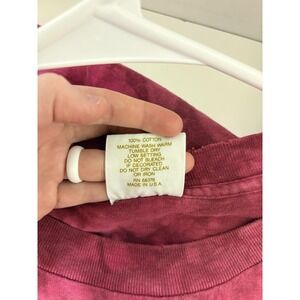 100% COTTON
MACHINE WASH WARM
TUMBLE DRY
LOW SETTING
DO NOT BLEACH
IF DECORATED
DO NOT DRY CLEAN
OR IRON
RN 66376
MADE IN U.S.A.